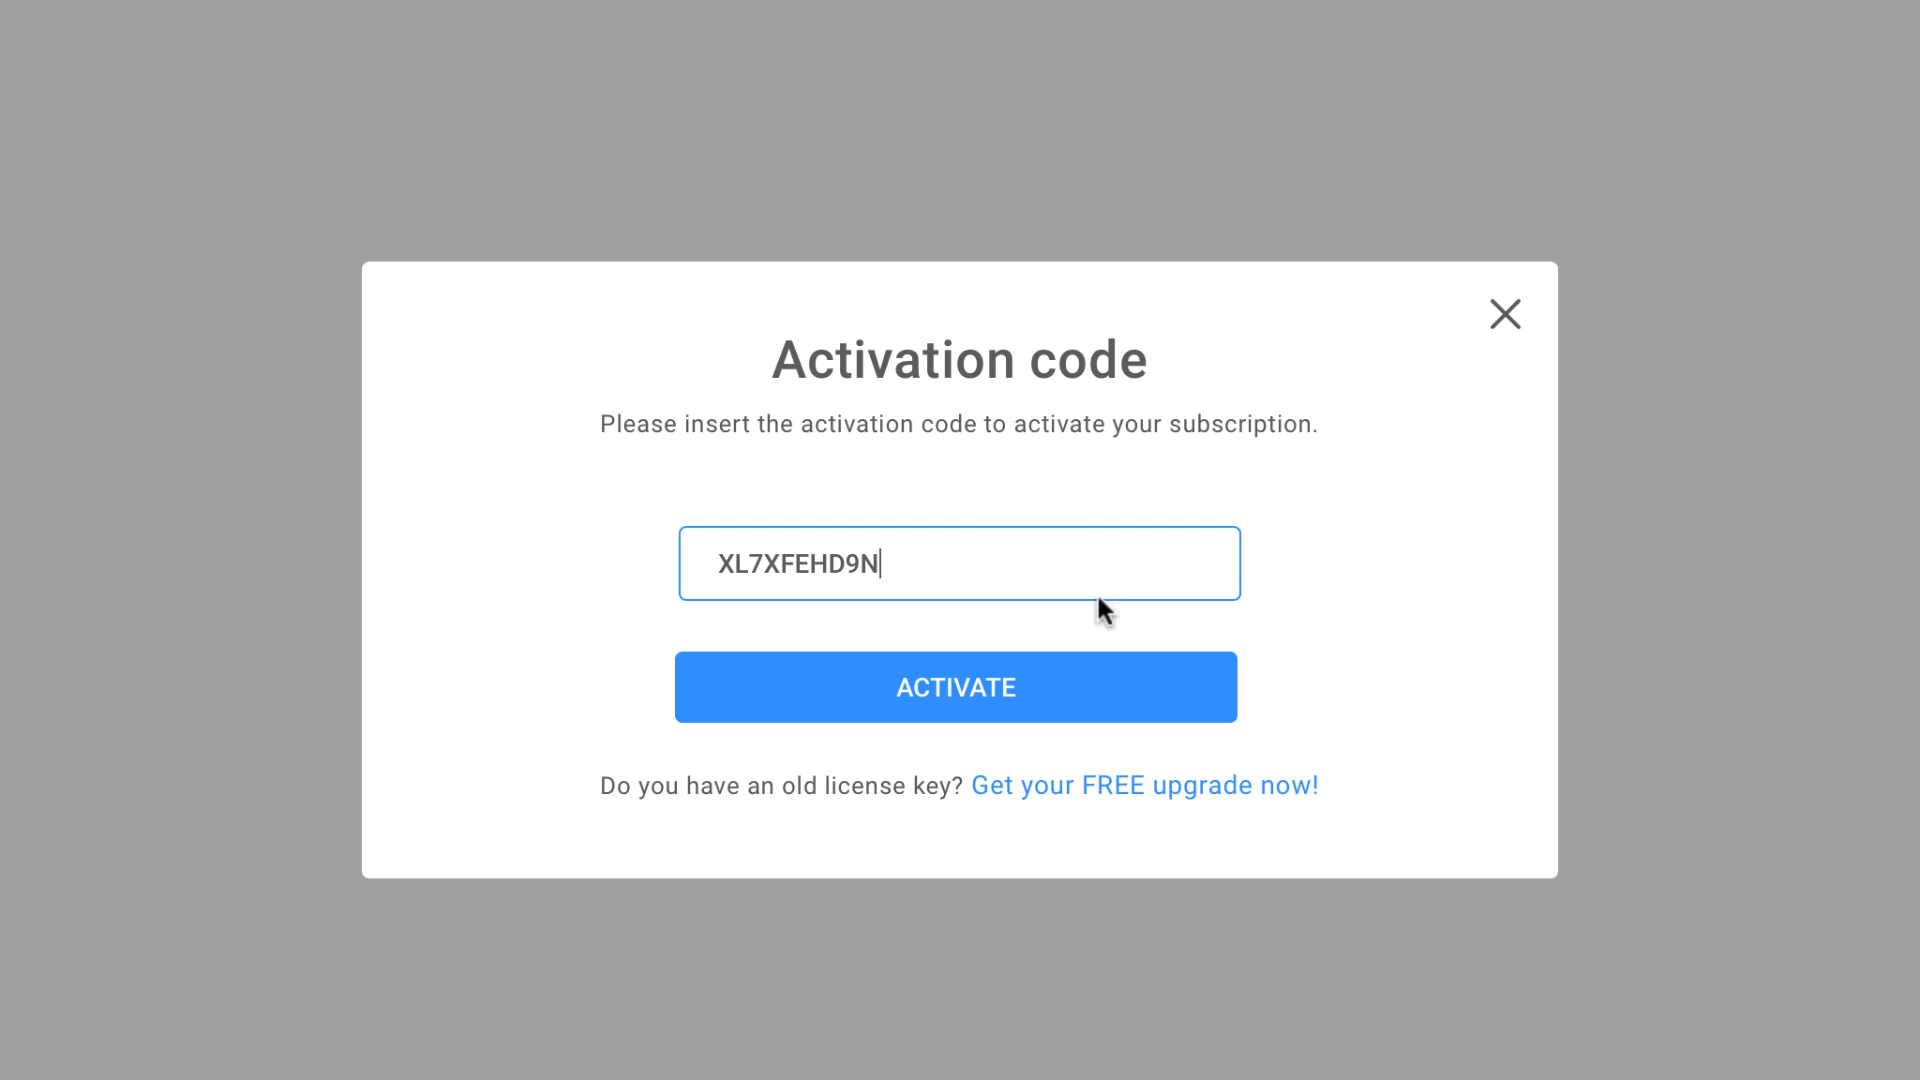 Activation code
Please insert the activation code to activate your subscription.
XL7XFEHD9N
ACTIVATE
Do you have an old license key? Get your FREE upgrade now!